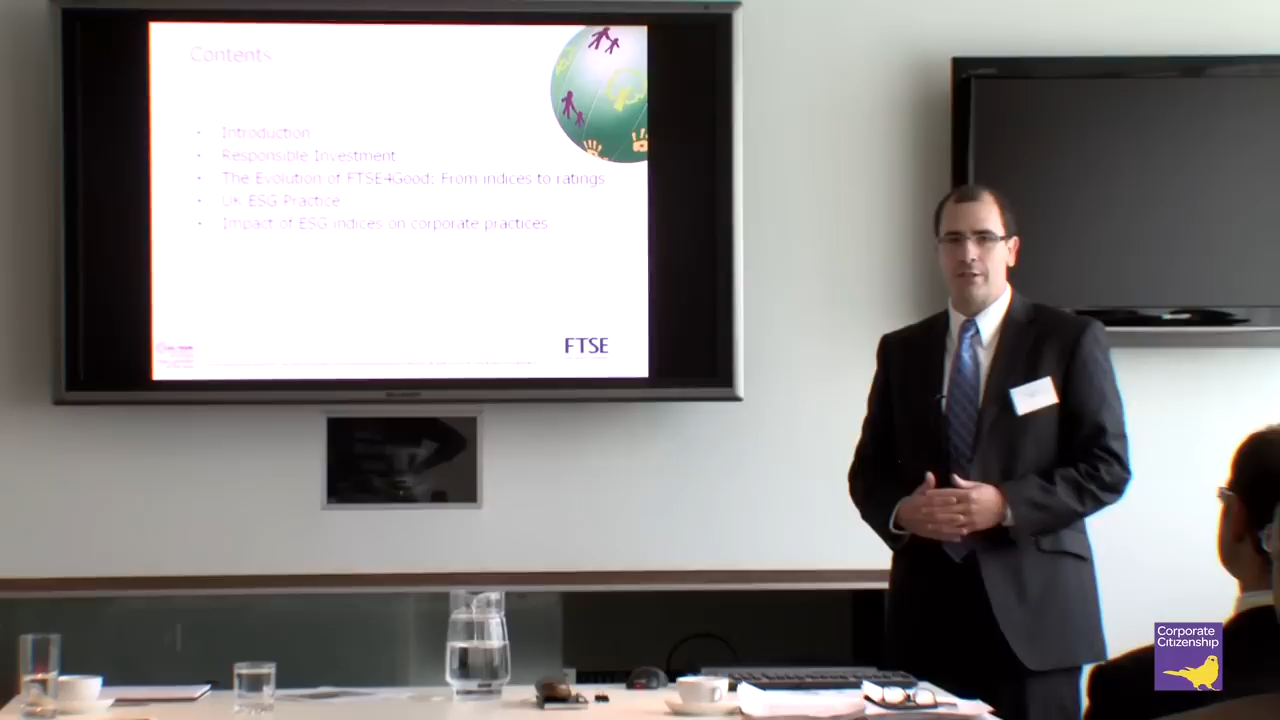 Contents
• Introduction
• Responsible Investment
• The Evolution of FTSE4Good: From indices to ratings
• UK ESG Practice
• Impact of ESG indices on corporate practices
FTSE
Corporate
Citizenship